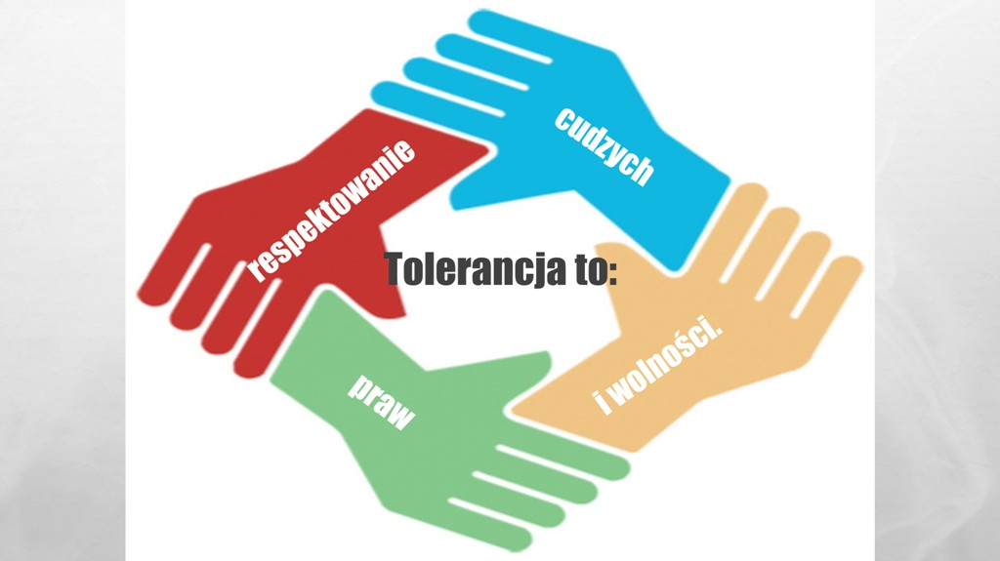 Tolerancja to:
respektowanie
cudzych
praw
i wolności.